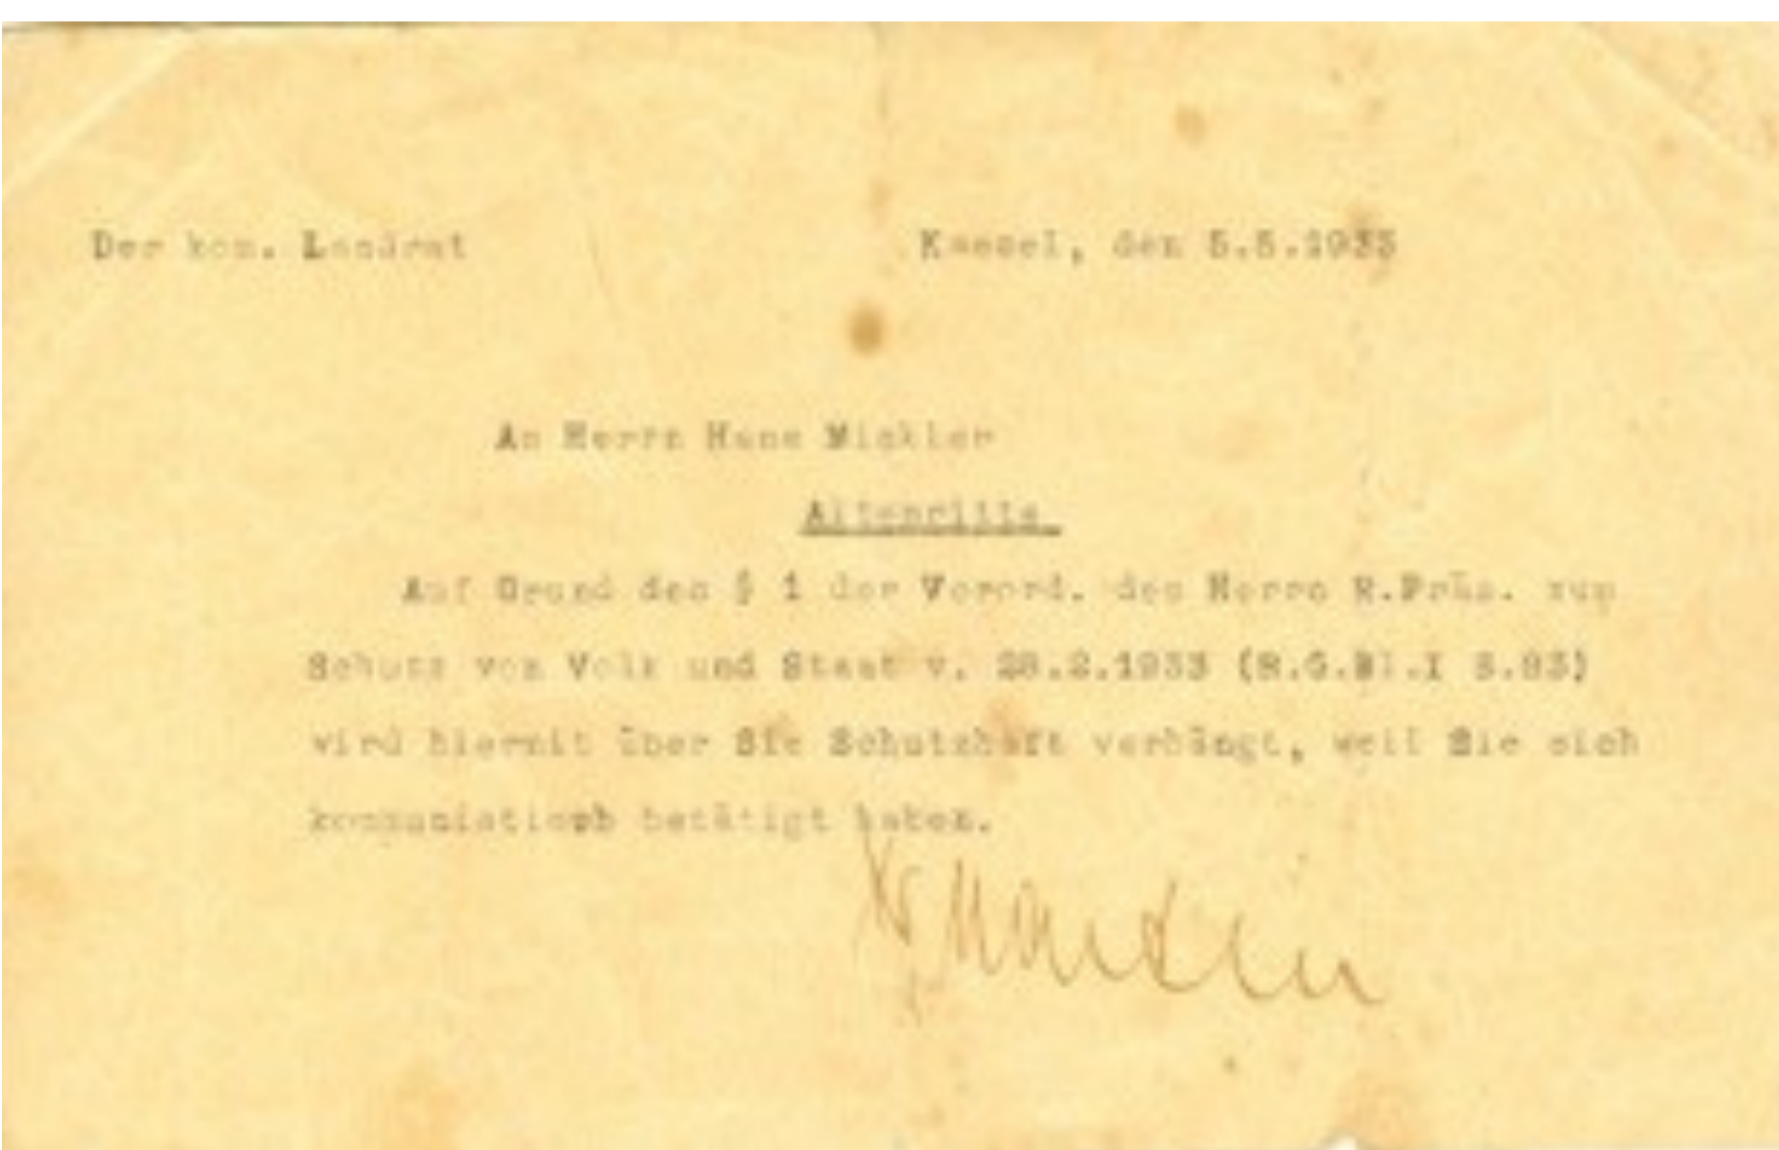 Der kom. Landrat Kassel, den 5.5.1933
An Herrn Hans Minkler
Altenritte
Auf Grund des § 1 der Verord. des Herrn R.Präs. zum
Schutz von Volk und Staat v. 28.2.1933 (R.G.Bl.I S.83)
wird hiermit über Sie Schutzhaft verhängt, weil Sie sich
kommunistisch betätigt haben.